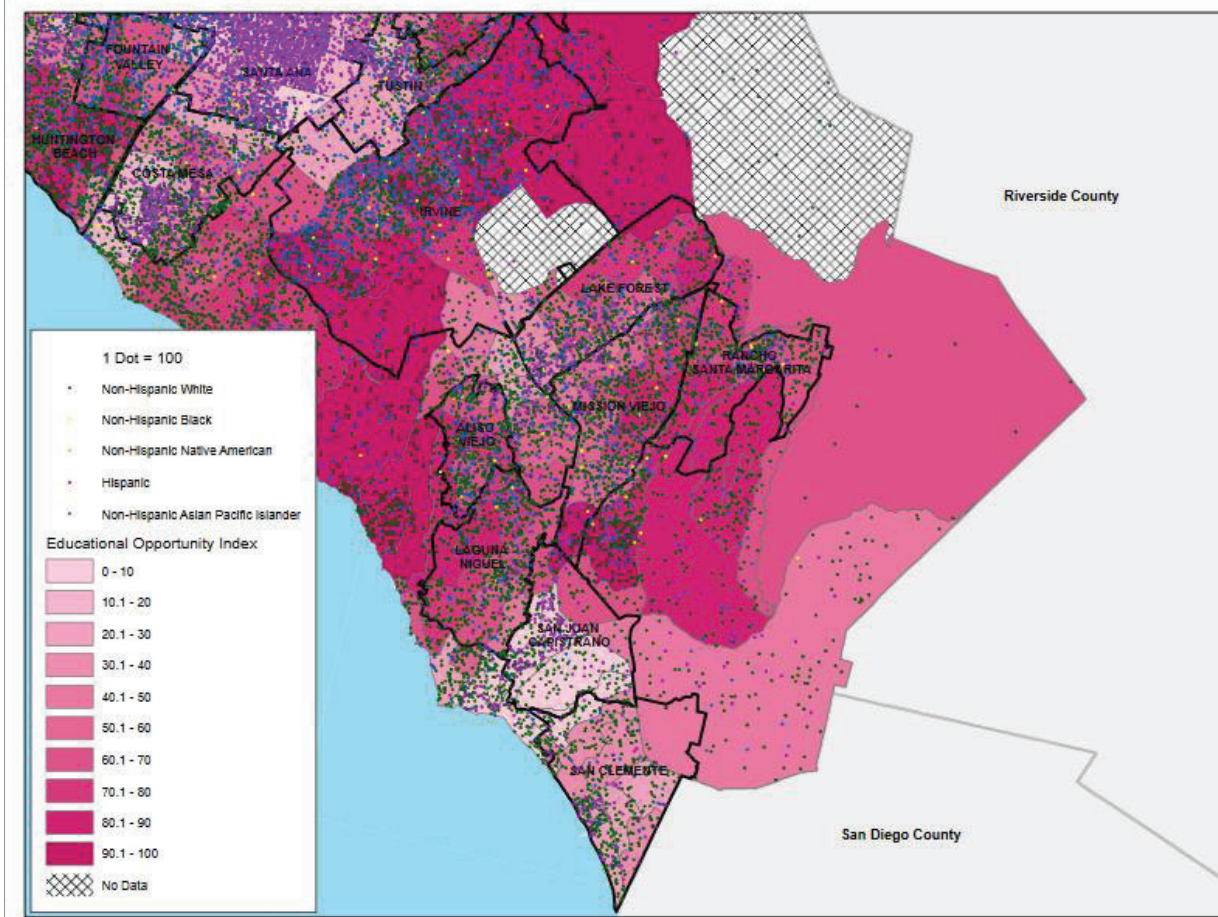 FOUNTAIN
VALLEY
SANTA ANA
TUSTIN
HUNTINGTON
BEACH
COSTA MESA
IRVINE
Riverside County
LAKE FOREST
RANCHO
SANTA MARGARITA
MISSION VIEJO
ALISO
VIEJO
LAGUNA
NIGUEL
SAN JUAN
CAPISTRANO
SAN CLEMENTE
San Diego County
1 Dot = 100
Non-Hispanic White
Non-Hispanic Black
Non-Hispanic Native American
Hispanic
Non-Hispanic Asian Pacific Islander
Educational Opportunity Index
0 - 10
10.1 - 20
20.1 - 30
30.1 - 40
40.1 - 50
50.1 - 60
60.1 - 70
70.1 - 80
80.1 - 90
90.1 - 100
No Data